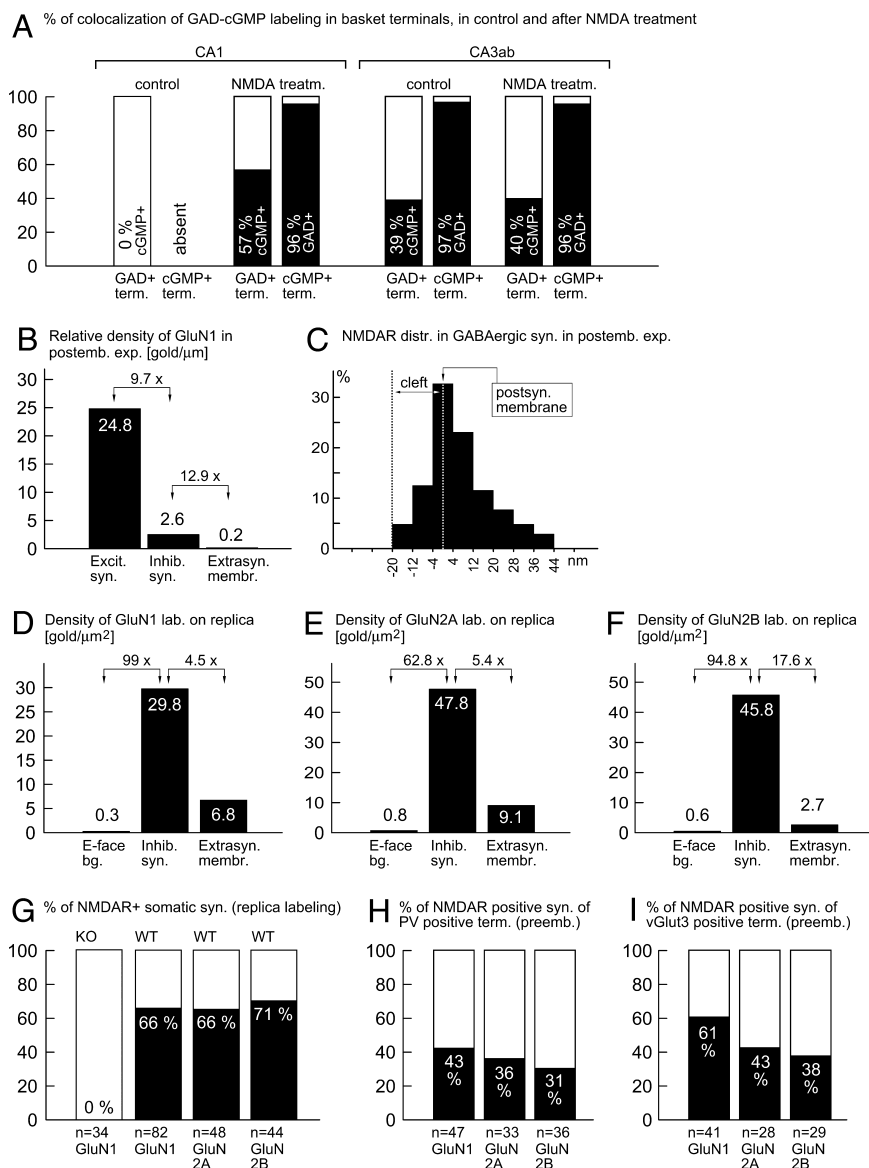 A % of colocalization of GAD-cGMP labeling in basket terminals, in control and after NMDA treatment
CA1 CA3ab
control NMDA treatm. control NMDA treatm.
100
80
60
40
20
0
0 % cGMP+
absent
57 % cGMP+
96 % GAD+
39 % cGMP+
97 % GAD+
40 % cGMP+
96 % GAD+
GAD+ cGMP+ GAD+ cGMP+ GAD+ cGMP+ GAD+ cGMP+
term. term. term. term. term. term. term. term.
B Relative density of GluN1 in
postemb. exp. [gold/μm]
30
25
20
15
10
5
0
9.7 x
12.9 x
24.8
2.6
0.2
Excit. Inhib. Extrasyn.
syn. syn. membr.
C NMDAR distr. in GABAergic syn. in postemb. exp.
%
30
20
10
0
cleft
postsyn.
membrane
-20 -12 -4 4 12 20 28 36 44 nm
D Density of GluN1 lab. on replica
[gold/μm2]
99 x 4.5 x
30
25
20
15
10
5
0
0.3
29.8
6.8
E-face Inhib. Extrasyn.
bg. syn. membr.
E Density of GluN2A lab. on replica
[gold/μm2]
62.8 x 5.4 x
50
40
30
20
10
0
0.8
47.8
9.1
E-face Inhib. Extrasyn.
bg. syn. membr.
F Density of GluN2B lab. on replica
[gold/μm2]
94.8 x 17.6 x
50
40
30
20
10
0
0.6
45.8
2.7
E-face Inhib. Extrasyn.
bg. syn. membr.
G % of NMDAR+ somatic syn. (replica labeling)
KO WT WT WT
100
80
60
40
20
0
0 %
66 %
66 %
71 %
n=34 n=82 n=48 n=44
GluN1 GluN1 GluN GluN
2A 2B
H % of NMDAR positive syn. of
PV positive term. (preemb.)
100
80
60
40
20
0
43
%
36
%
31
%
n=47 n=33 n=36
GluN1 GluN GluN
2A 2B
I % of NMDAR positive syn. of
vGlut3 positive term. (preemb.)
100
80
60
40
20
0
61
%
43
%
38
%
n=41 n=28 n=29
GluN1 GluN GluN
2A 2B